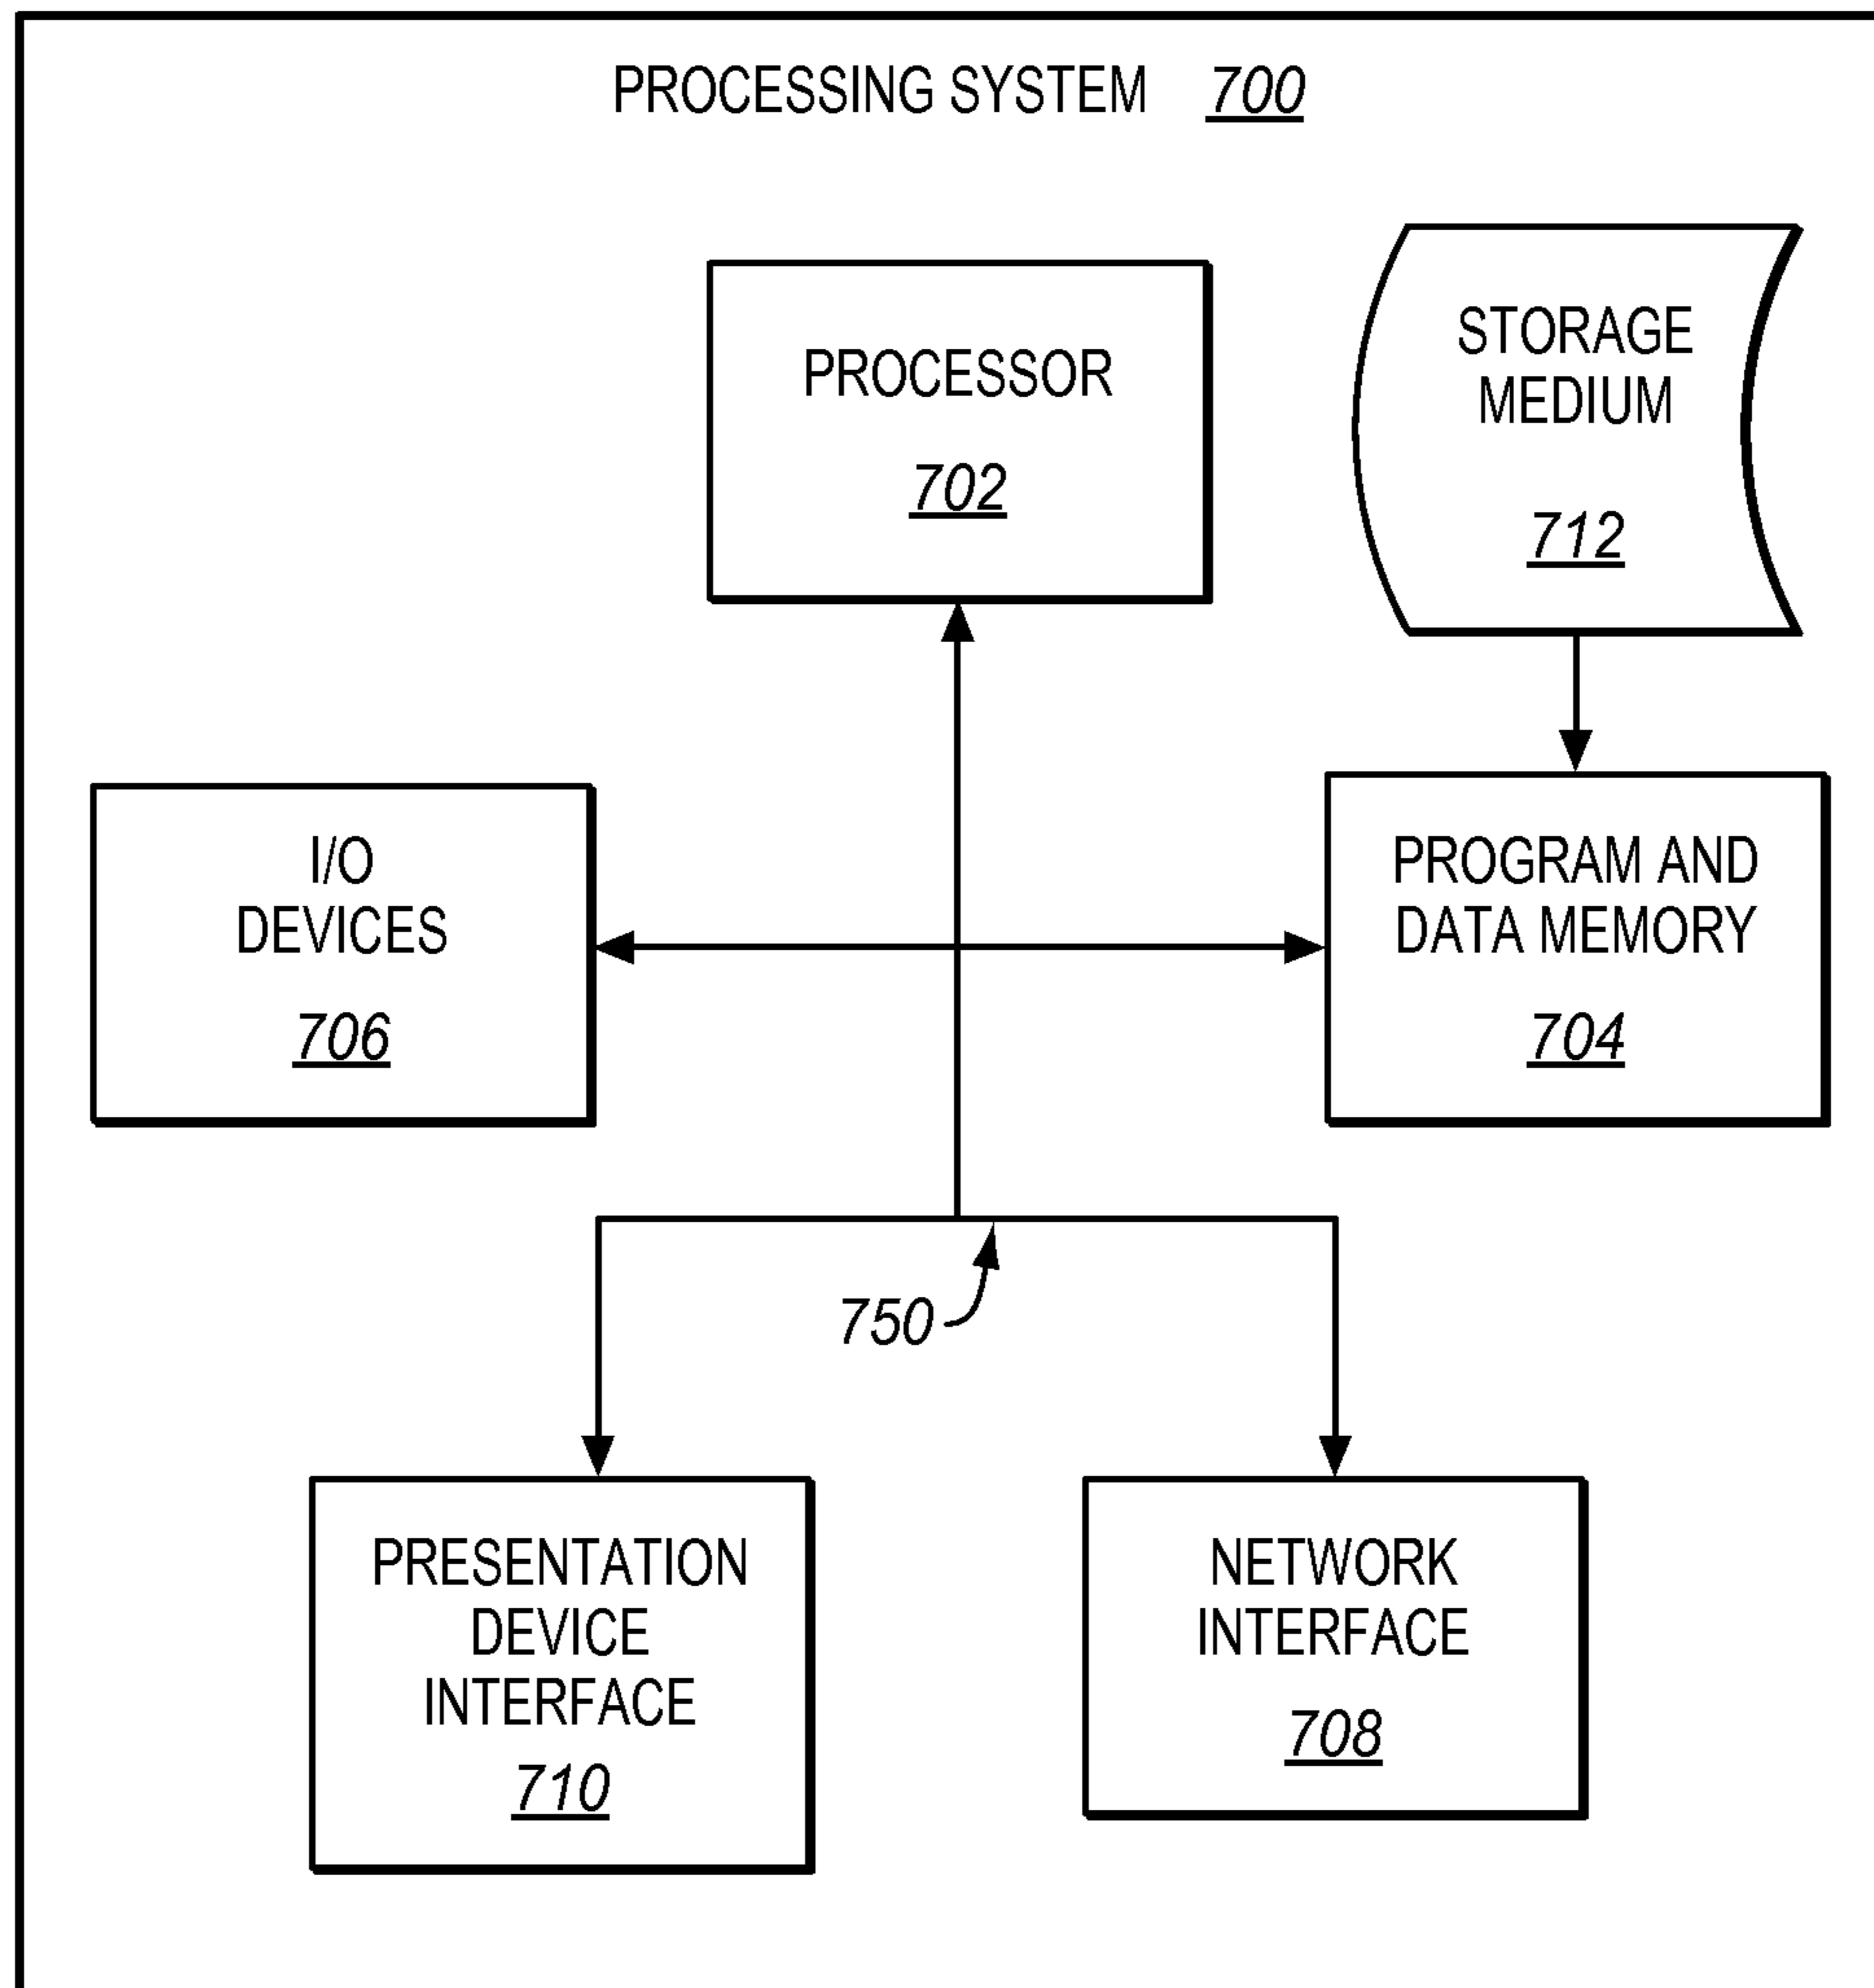 PROCESSING SYSTEM 700
PROCESSOR
702
STORAGE
MEDIUM
712
I/O
DEVICES
706
PROGRAM AND
DATA MEMORY
704
750
PRESENTATION
DEVICE
INTERFACE
710
NETWORK
INTERFACE
708